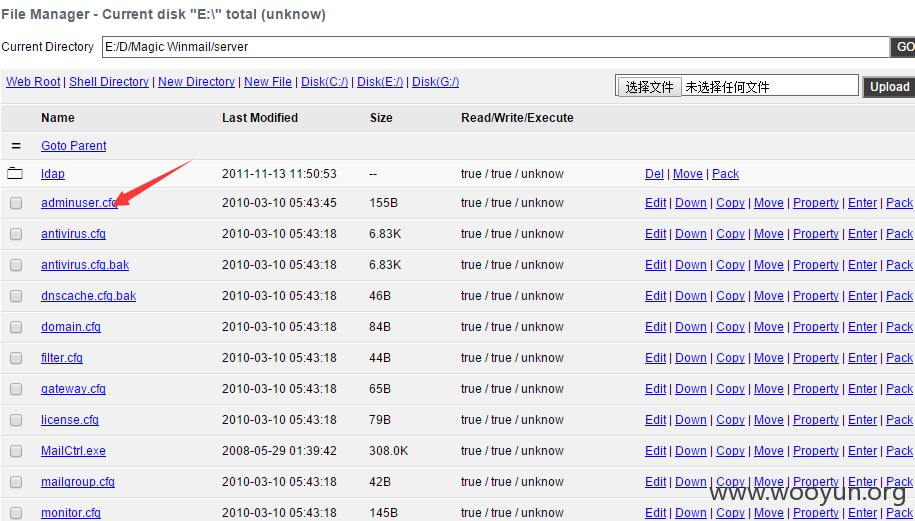 File Manager - Current disk "E:\" total (unknow)
Current Directory E:/D/Magic Winmail/server GO
Web Root | Shell Directory | New Directory | New File | Disk(C:/) | Disk(E:/) | Disk(G:/) 选择文件 未选择任何文件 Upload
Name Last Modified Size Read/Write/Execute
= Goto Parent
ldap 2011-11-13 11:50:53 -- true / true / unknow Del | Move | Pack
adminuser.cfg 2010-03-10 05:43:45 155B true / true / unknow Edit | Down | Copy | Move | Property | Enter | Pack
antivirus.cfg 2010-03-10 05:43:18 6.83K true / true / unknow Edit | Down | Copy | Move | Property | Enter | Pack
antivirus.cfg.bak 2010-03-10 05:43:18 6.83K true / true / unknow Edit | Down | Copy | Move | Property | Enter | Pack
dnscache.cfg.bak 2010-03-10 05:43:18 46B true / true / unknow Edit | Down | Copy | Move | Property | Enter | Pack
domain.cfg 2010-03-10 05:43:18 84B true / true / unknow Edit | Down | Copy | Move | Property | Enter | Pack
filter.cfg 2010-03-10 05:43:18 44B true / true / unknow Edit | Down | Copy | Move | Property | Enter | Pack
gateway.cfg 2010-03-10 05:43:18 65B true / true / unknow Edit | Down | Copy | Move | Property | Enter | Pack
license.cfg 2010-03-10 05:43:18 79B true / true / unknow Edit | Down | Copy | Move | Property | Enter | Pack
MailCtrl.exe 2008-05-29 01:39:42 308.0K true / true / unknow Edit | Down | Copy | Move | Property | Enter | Pack
mailgroup.cfg 2010-03-10 05:43:18 42B true / true / unknow Edit | Down | Copy | Move | Property | Enter | Pack
www.wooyun.org
monitor.cfg 2010-03-10 05:43:18 145B true / true / unknow Edit | Down | Copy | Move | Property | Enter | Pack